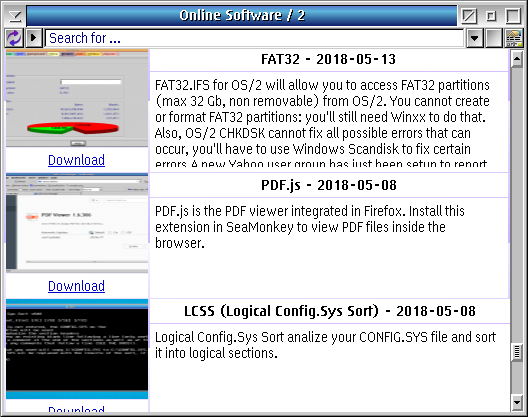 Online Software / 2
Search for ...
FAT32 - 2018-05-13
FAT32.IFS for OS/2 will allow you to access FAT32 partitions
(max 32 Gb, non removable) from OS/2. You cannot create
or format FAT32 partitions: you'll still need Winxx to do that.
Also, OS/2 CHKDSK cannot fix all possible errors that can
occur, you'll have to use Windows Scandisk to fix certain
errors A new Yahoo user group has just been setup to report
Download
PDF.js - 2018-05-08
PDF.js is the PDF viewer integrated in Firefox. Install this
extension in SeaMonkey to view PDF files inside the
browser.
PDF Viewer 1.6.306
Download
LCSS (Logical Config.Sys Sort) - 2018-05-08
Logical Config.Sys Sort analize your CONFIG.SYS file and sort
it into logical sections.
Download